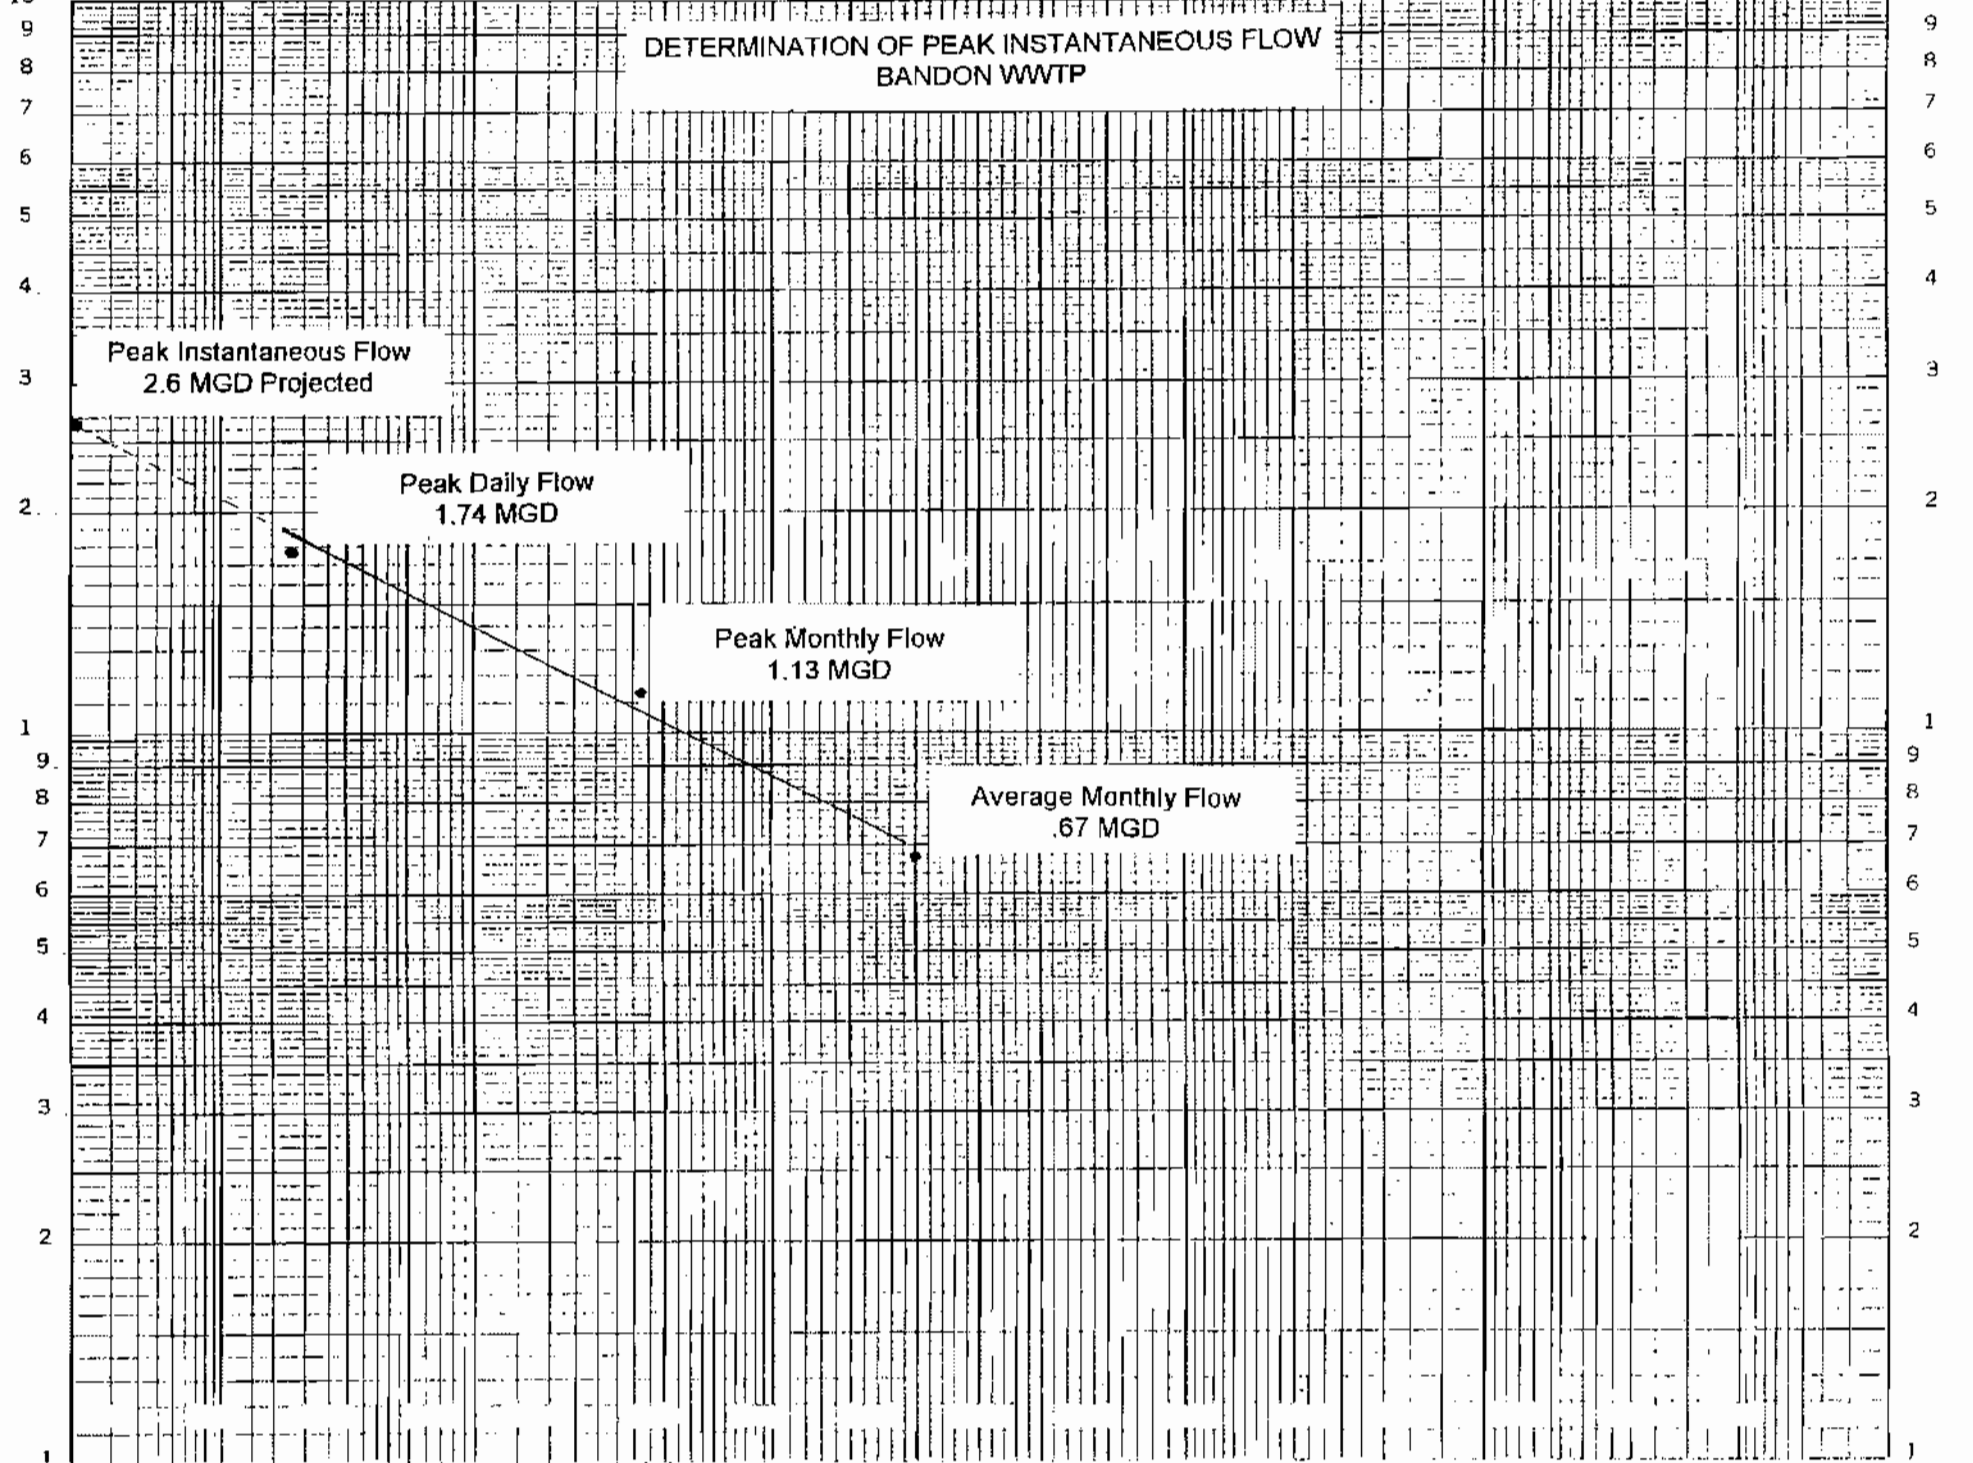 DETERMINATION OF PEAK INSTANTANEOUS FLOW
BANDON WWTP
9 9
8 8
7 7
6 6
5 5
4 4
Peak Instantaneous Flow
2.6 MGD Projected
3 3
Peak Daily Flow
1.74 MGD
2 2
Peak Monthly Flow
1.13 MGD
1 1
9 9
Average Monthly Flow
.67 MGD
8 8
7 7
6 6
5 5
4 4
3 3
2 2
1 1